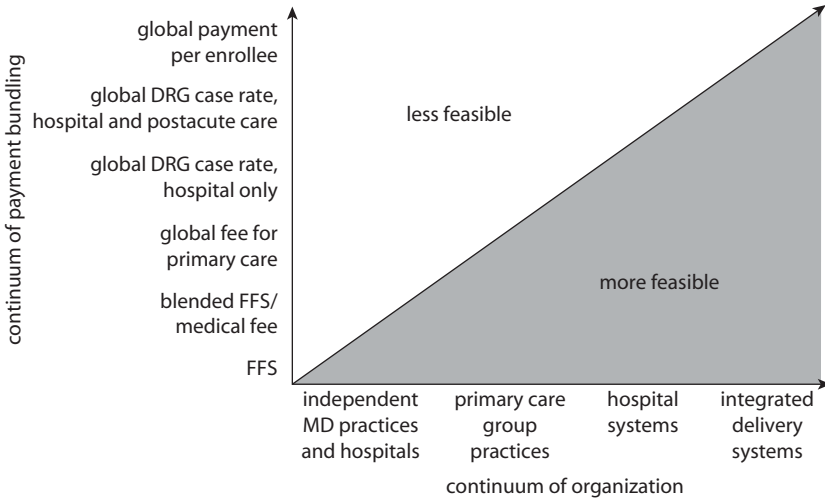 continuum of payment bundling
global payment
per enrollee
global DRG case rate,
hospital and postacute care
global DRG case rate,
hospital only
global fee for
primary care
blended FFS/
medical fee
FFS
less feasible
more feasible
independent
MD practices
and hospitals
primary care
group
practices
hospital
systems
integrated
delivery
systems
continuum of organization